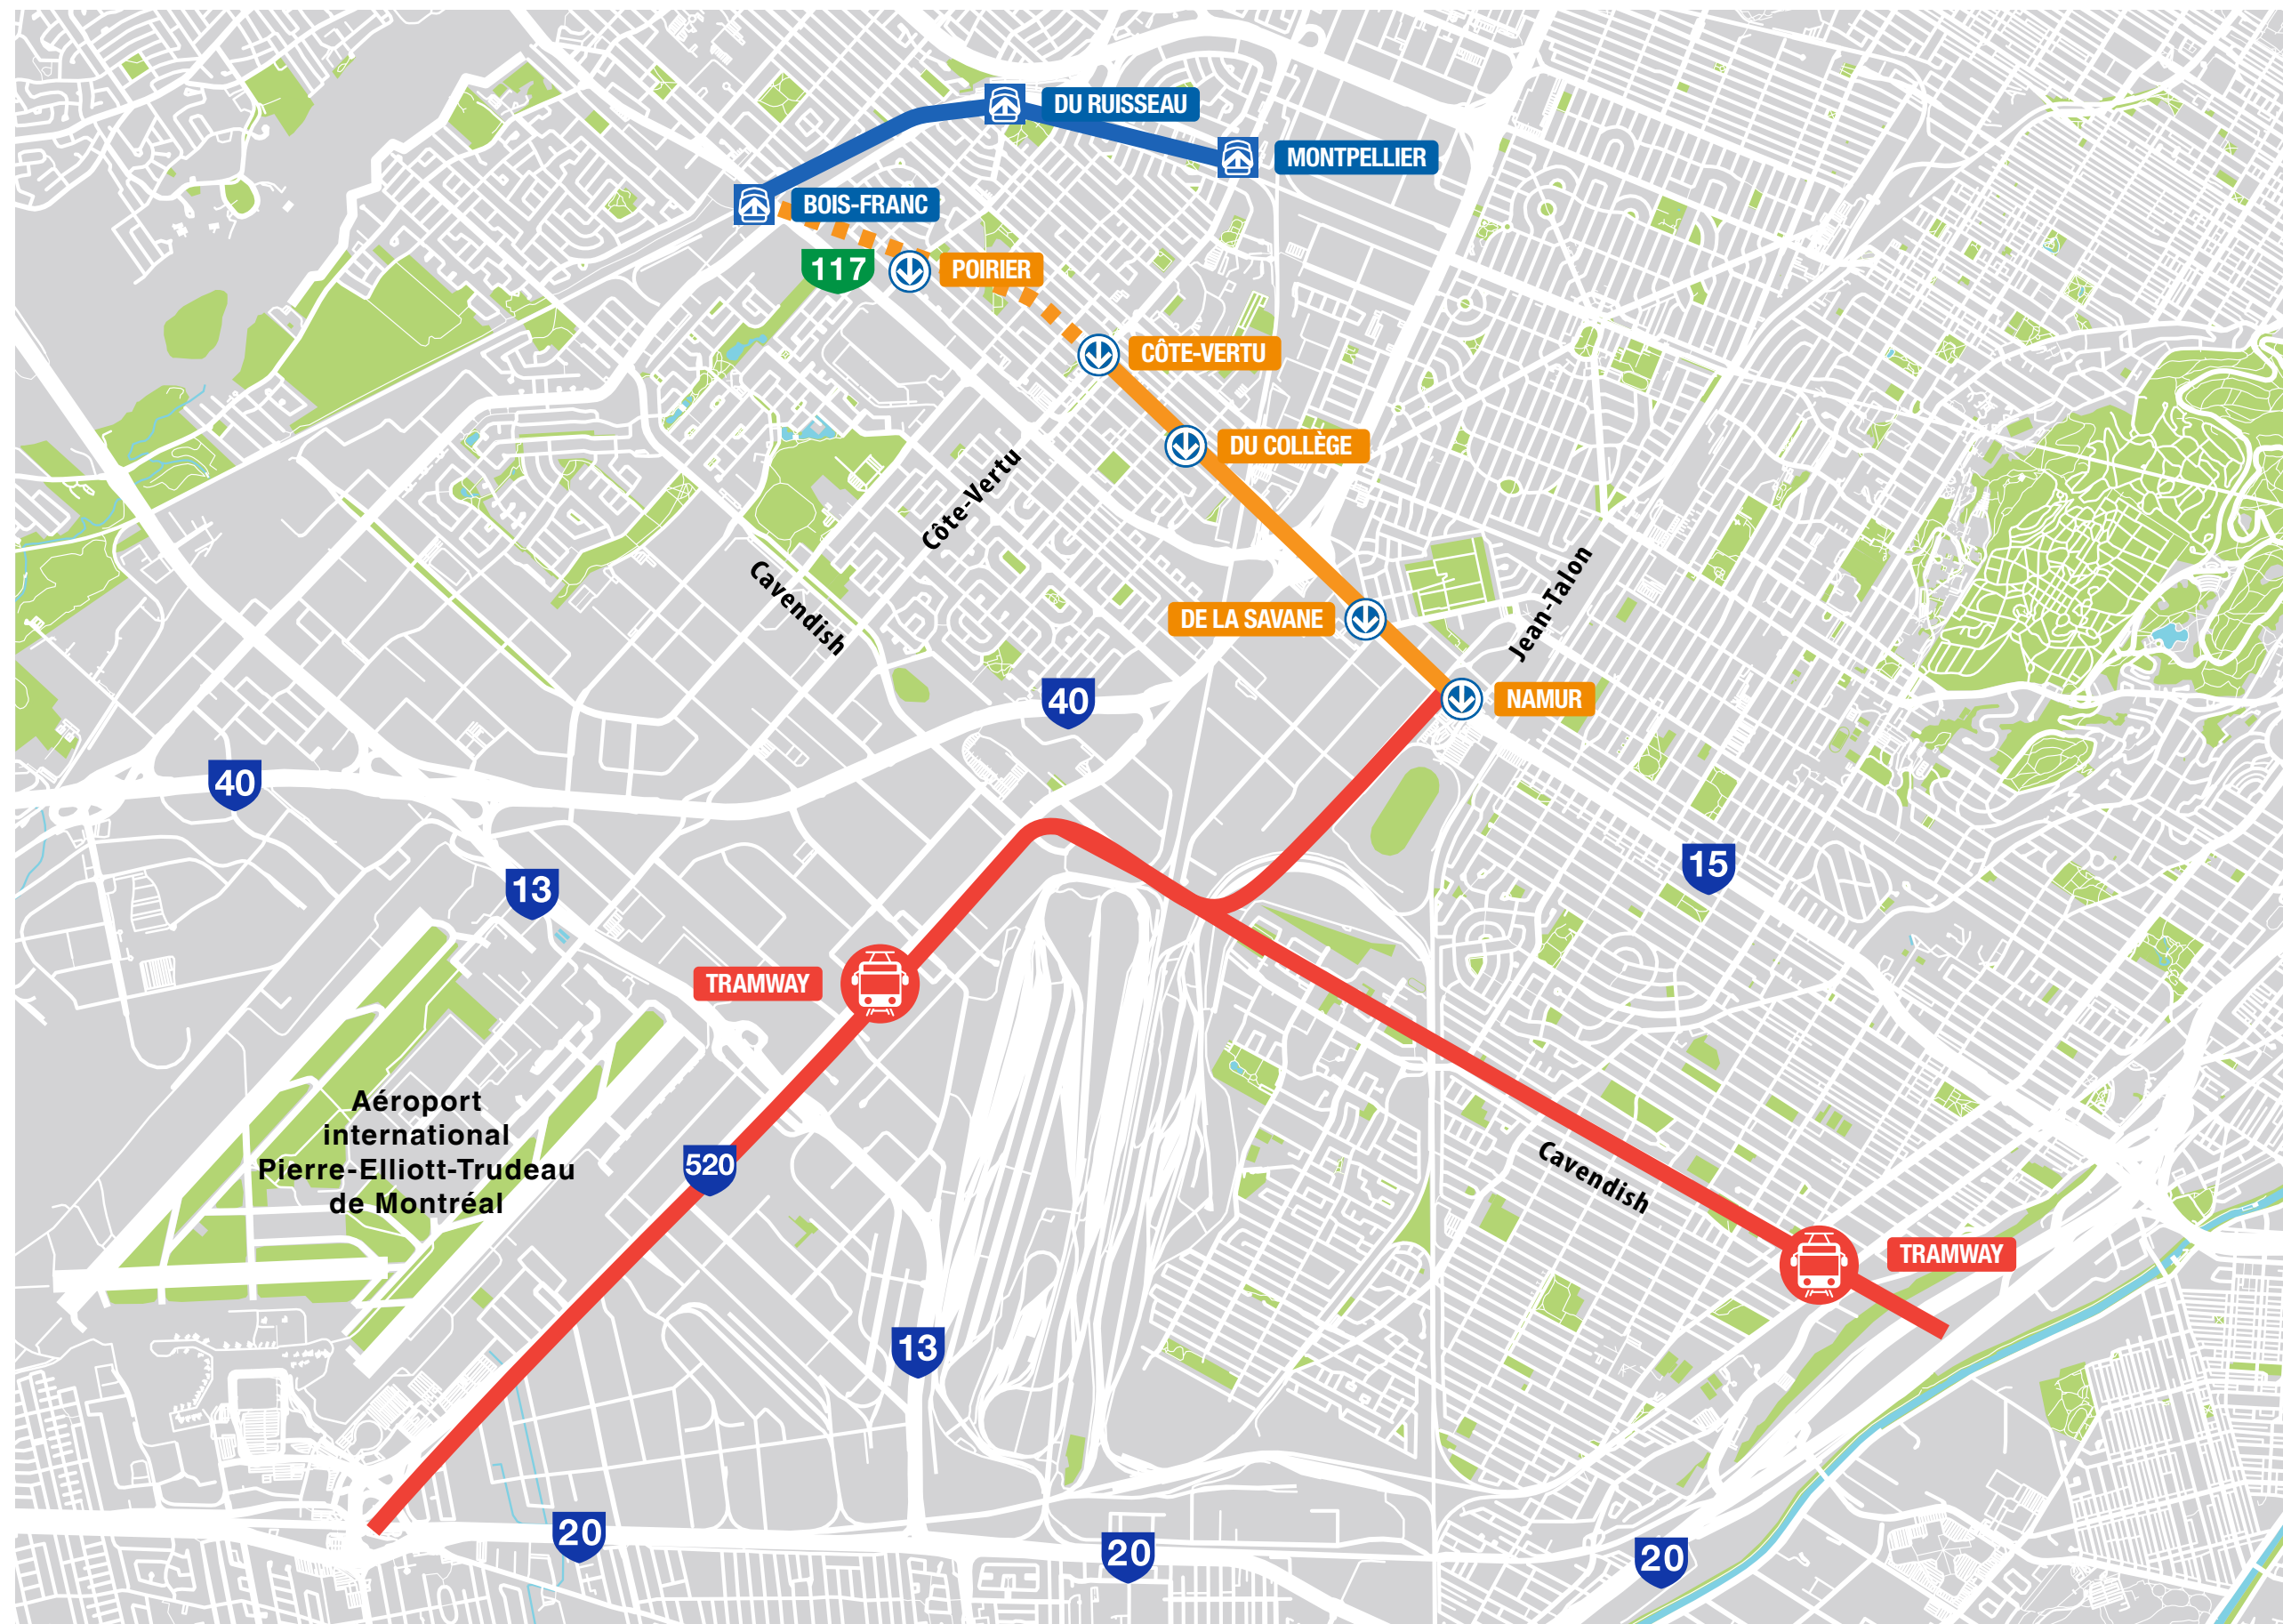 DU RUISSEAU
MONTPELLIER
BOIS-FRANC
117
POIRIER
CÔTE-VERTU
DU COLLÈGE
Côte-Vertu
Cavendish
DE LA SAVANE
Jean-Talon
NAMUR
40
40
13
15
TRAMWAY
Aéroport
international
Pierre-Elliott-Trudeau
de Montréal
520
Cavendish
TRAMWAY
13
20
20
20